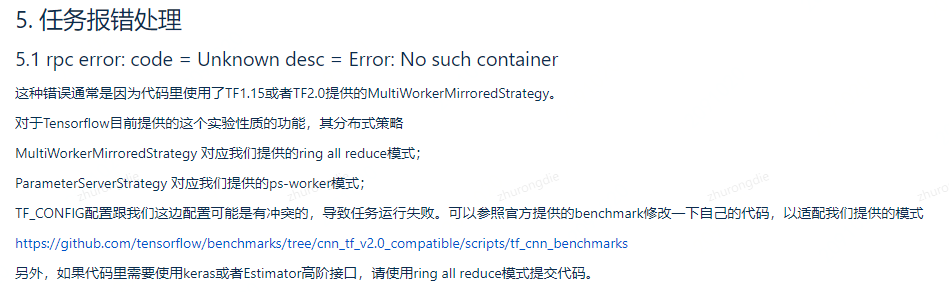 5. 任务报错处理
5.1 rpc error: code = Unknown desc = Error: No such container
这种错误通常是因为代码里使用了TF1.15或者TF2.0提供的MultiWorkerMirroredStrategy。
对于Tensorflow目前提供的这个实验性质的功能，其分布式策略
MultiWorkerMirroredStrategy 对应我们提供的ring all reduce模式；
ParameterServerStrategy 对应我们提供的ps-worker模式；
zhurongdie zhurongdie zhurongdie zhurongdie
TF_CONFIG配置跟我们这边配置可能是有冲突的，导致任务运行失败。可以参照官方提供的benchmark修改一下自己的代码，以适配我们提供的模式
https://github.com/tensorflow/benchmarks/tree/cnn_tf_v2.0_compatible/scripts/tf_cnn_benchmarks
另外，如果代码里需要使用keras或者Estimator高阶接口，请使用ring all reduce模式提交代码。